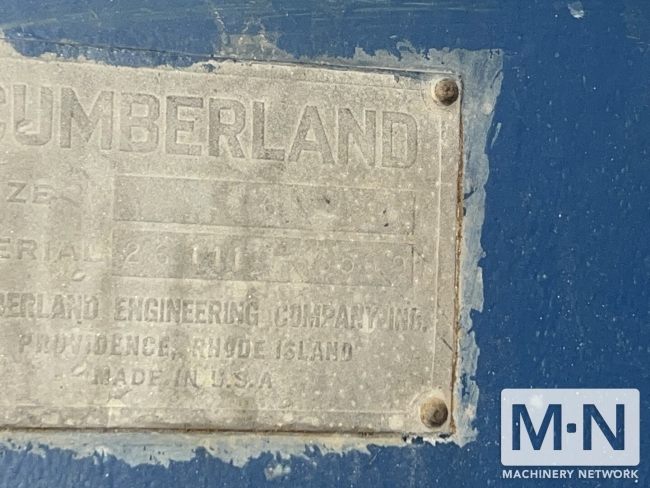 CUMBERLAND
ZE
ERIAL
BERLAND ENGINEERING COMPANY, INC.
PROVIDENCE, RHODE ISLAND
MADE IN U.S.A
M·N
MACHINERY NETWORK